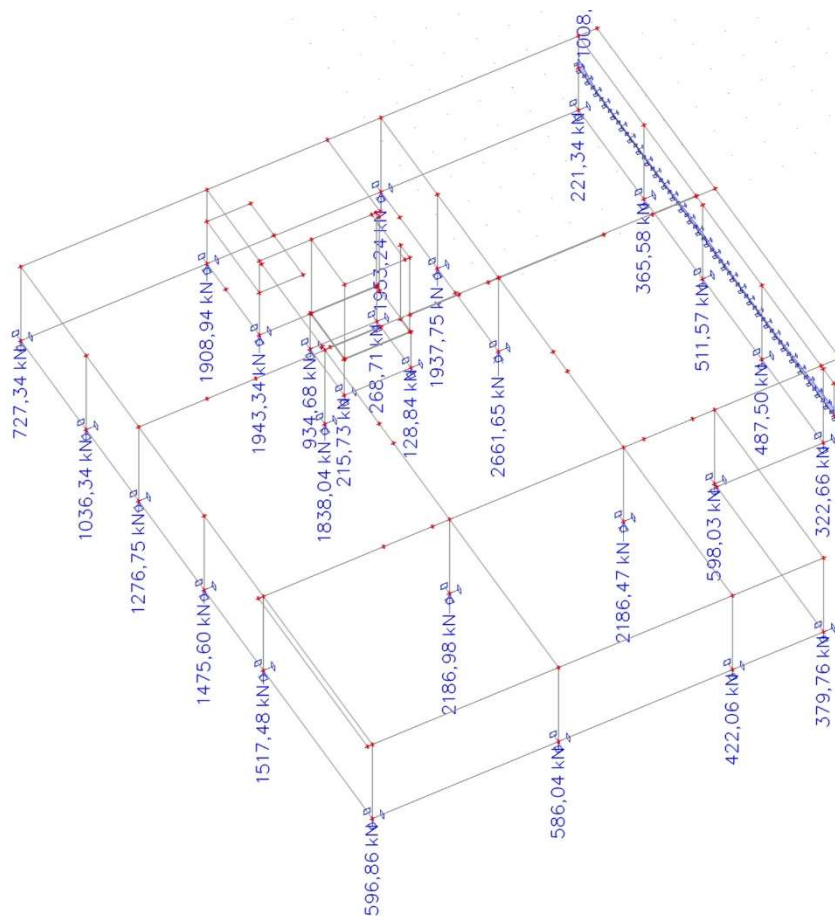 1008,
221,34 kN
365,58 kN
511,57 kN
487,50 kN
322,66 kN
1937,75 kN
268,71 kN
128,84 kN
2661,65 kN
1908,94 kN
1943,34 kN
934,68 kN
215,73 kN
1838,04 kN
727,34 kN
1036,34 kN
1276,75 kN
1475,60 kN
1517,48 kN
2186,98 kN
2186,47 kN
598,03 kN
379,76 kN
422,06 kN
586,04 kN
596,86 kN